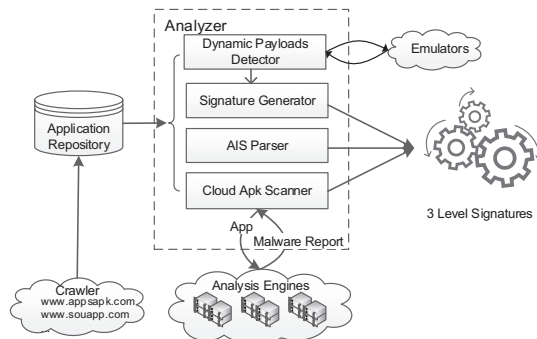 Analyzer
Dynamic Payloads
Detector
Emulators
Signature Generator
Application
Repository
AIS Parser
Cloud Apk Scanner
3 Level Signatures
App
Malware Report
Crawler
www.appsapk.com
www.souapp.com
...
Analysis Engines